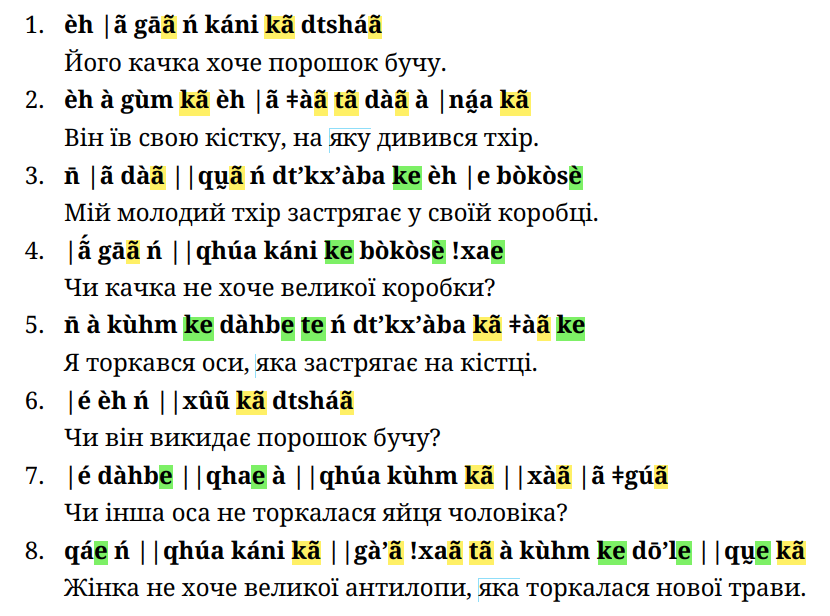 1. èh |ã gāã ń káni kã dtsháã
Його качка хоче порошок бучу.
2. èh à gùm kã èh |ã ǂàã tã dàã à |ná̰a kã
Він їв свою кістку, на яку дивився тхір.
3. n̄ |ã dàã ||qṵã ń dt’kx’àba ke èh |e bòkòsè
Мій молодий тхір застрягає у своїй коробці.
4. |ã́ gāã ń ||qhúa káni ke bòkòsè !xae
Чи качка не хоче великої коробки?
5. n̄ à kùhm ke dàhbe te ń dt’kx’àba kã ǂàã ke
Я торкався оси, яка застрягає на кістці.
6. |é èh ń ||xûũ kã dtsháã
Чи він викидає порошок бучу?
7. |é dàhbe ||qhae à ||qhúa kùhm kã ||xàã |ã ǂgúã
Чи інша оса не торкалася яйця чоловіка?
8. qáe ń ||qhúa káni kã ||gà’ã !xaã tã à kùhm ke dō’le ||qṵe kã
Жінка не хоче великої антилопи, яка торкалася нової трави.